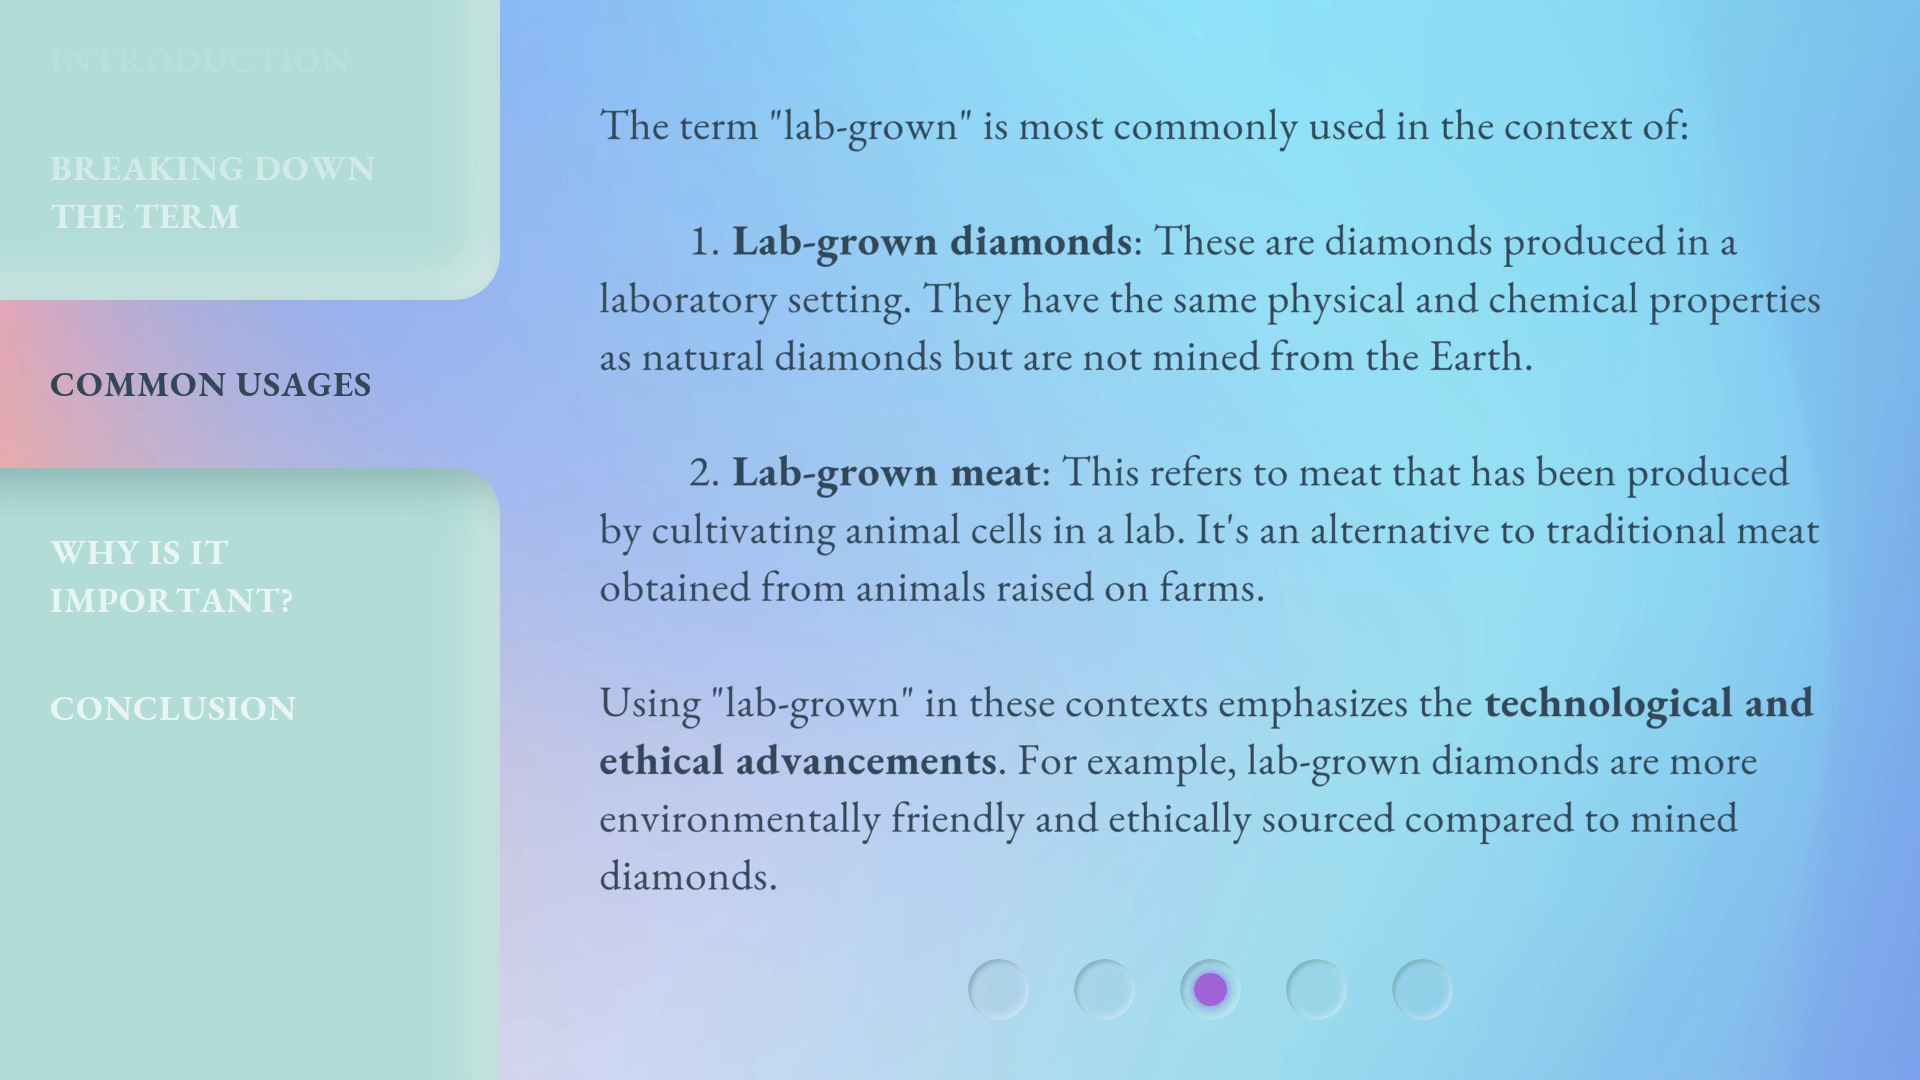 INTRODUCTION
BREAKING DOWN
THE TERM
COMMON USAGES
WHY IS IT
IMPORTANT?
CONCLUSION
The term "lab-grown" is most commonly used in the context of:
1. Lab-grown diamonds: These are diamonds produced in a
laboratory setting. They have the same physical and chemical properties
as natural diamonds but are not mined from the Earth.
2. Lab-grown meat: This refers to meat that has been produced
by cultivating animal cells in a lab. It's an alternative to traditional meat
obtained from animals raised on farms.
Using "lab-grown" in these contexts emphasizes the technological and
ethical advancements. For example, lab-grown diamonds are more
environmentally friendly and ethically sourced compared to mined
diamonds.